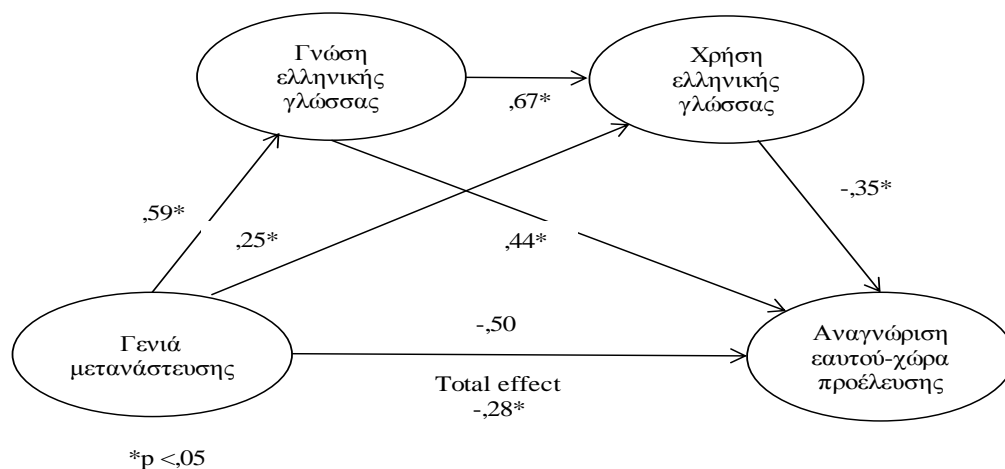 Γνώση
ελληνικής
γλώσσας
Χρήση
ελληνικής
γλώσσας
,67*
,59*
,25*
,44*
-,35*
Γενιά
μετανάστευσης
-,50
Total effect
-,28*
Αναγνώριση
εαυτού-χώρα
προέλευσης
*p <,05